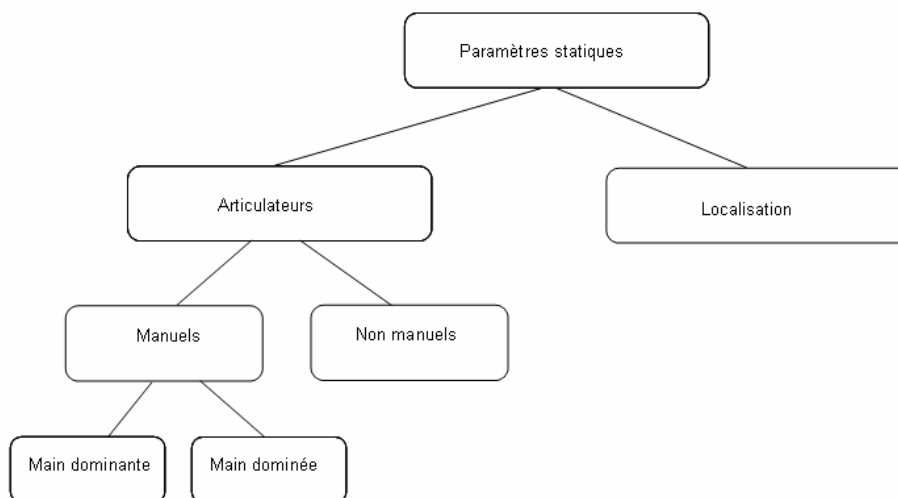 Paramètres statiques
Articulateurs
Localisation
Manuels
Non manuels
Main dominante
Main dominée